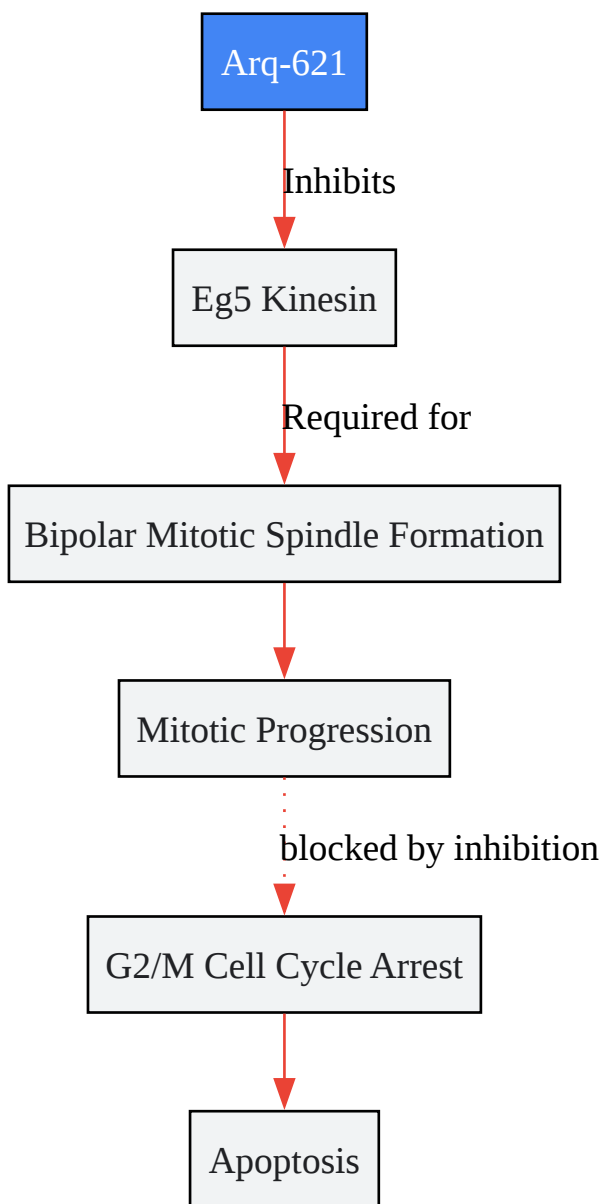 Arq-621
Inhibits
Eg5 Kinesin
Required for
Bipolar Mitotic Spindle Formation
Mitotic Progression
blocked by inhibition
G2/M Cell Cycle Arrest
Apoptosis